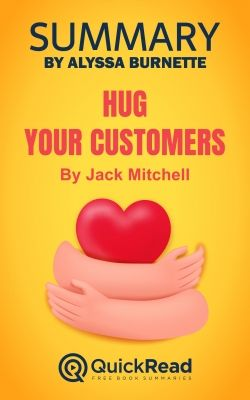 SUMMARY
BY ALYSSA BURNETTE
HUG
YOUR CUSTOMERS
By Jack Mitchell
QuickRead
FREE BOOK SUMMARIES